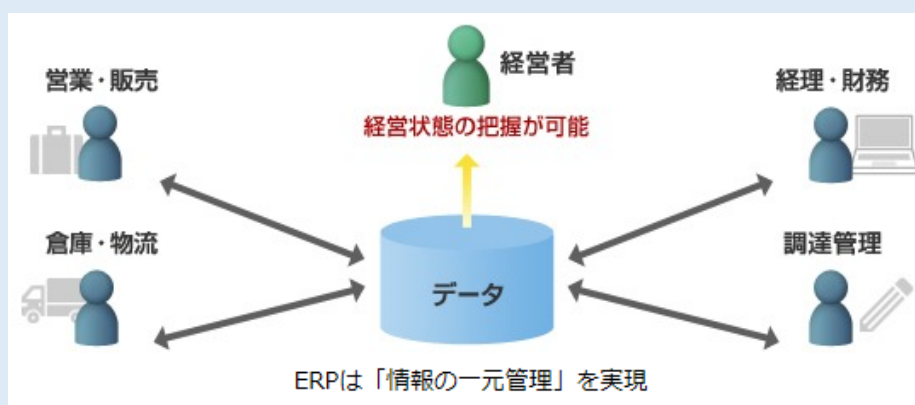 経営者
経営状態の把握が可能
営業・販売
経理・財務
倉庫・物流
調達管理
データ
ERPは「情報の一元管理」を実現